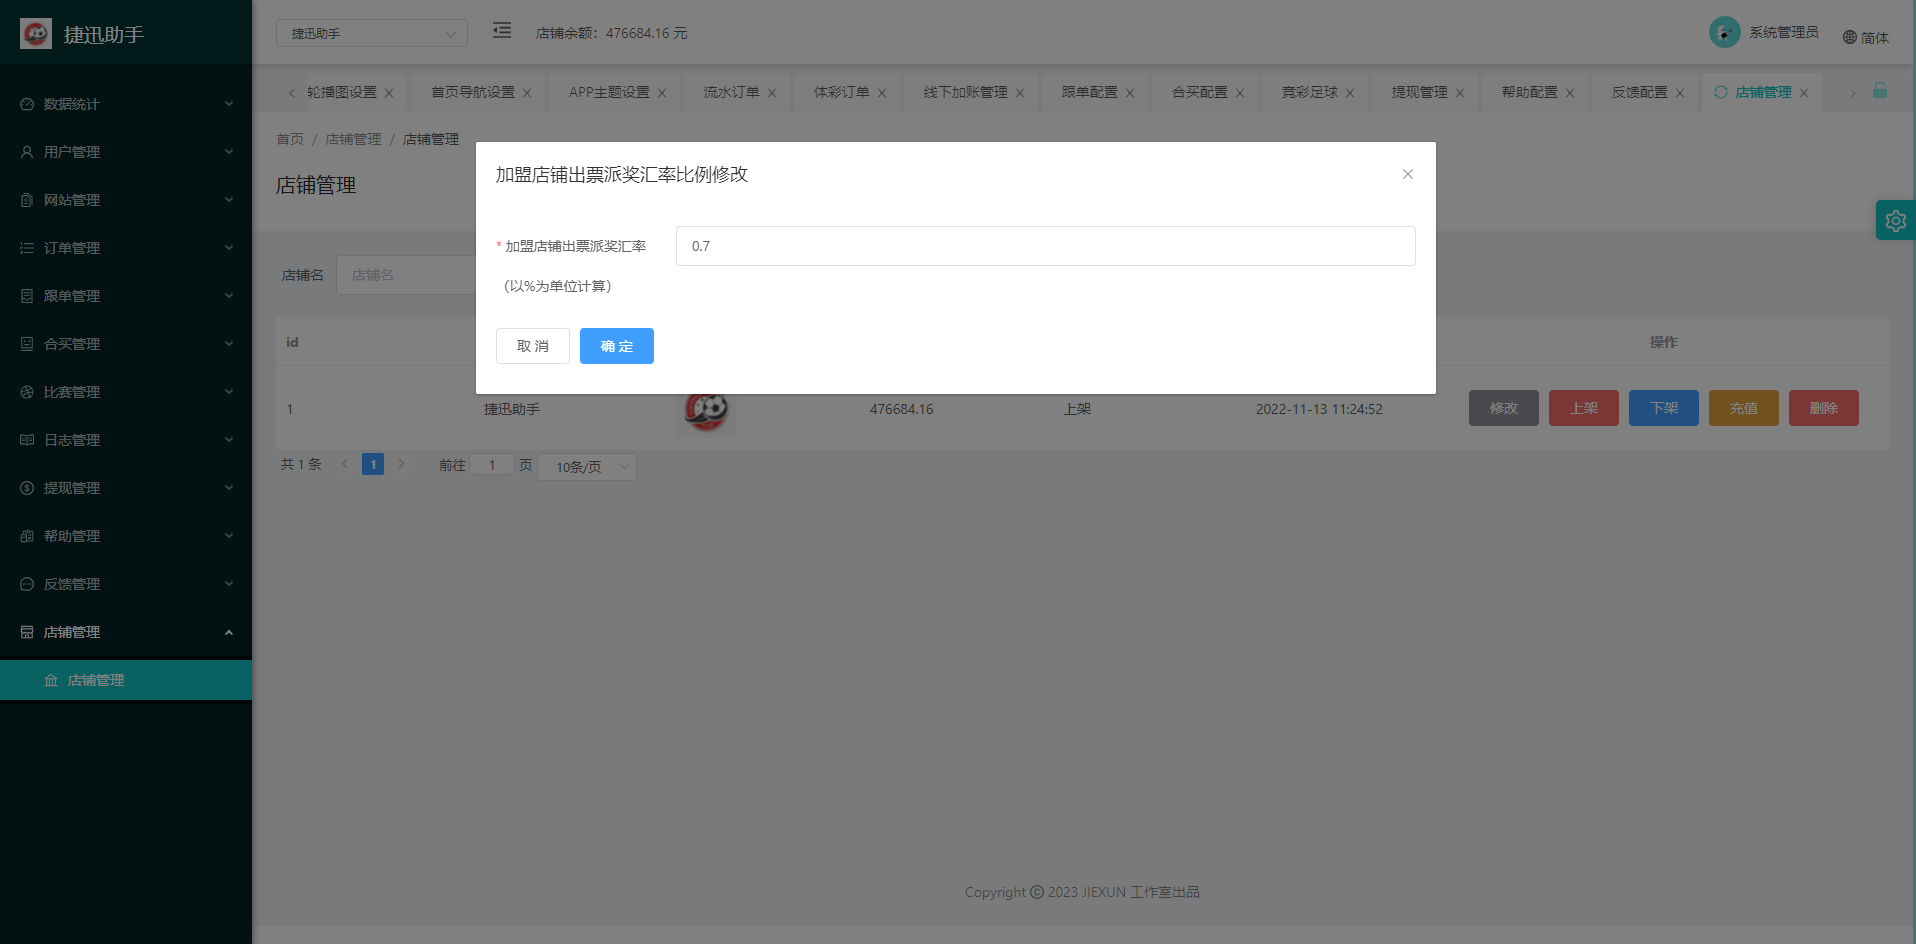 捷迅助手
捷迅助手
店铺余额：476684.16 元
系统管理员
简体
轮播图设置
首页导航设置
APP主题设置
流水订单
体彩订单
线下加账管理
跟单配置
合买配置
竞彩足球
提现管理
帮助配置
反馈配置
店铺管理
首页 / 店铺管理 / 店铺管理
店铺管理
数据统计
用户管理
网站管理
订单管理
跟单管理
合买管理
比赛管理
日志管理
提现管理
帮助管理
反馈管理
店铺管理
店铺管理
加盟店铺出票派奖汇率比例修改
* 加盟店铺出票派奖汇率
0.7
（以%为单位计算）
取 消
确 定
店铺名
店铺名
id
操作
1
捷迅助手
476684.16
上架
2022-11-13 11:24:52
修改
上架
下架
充值
删除
共 1 条
1
前往 1 页
10条/页
Copyright © 2023 JIEXUN 工作室出品